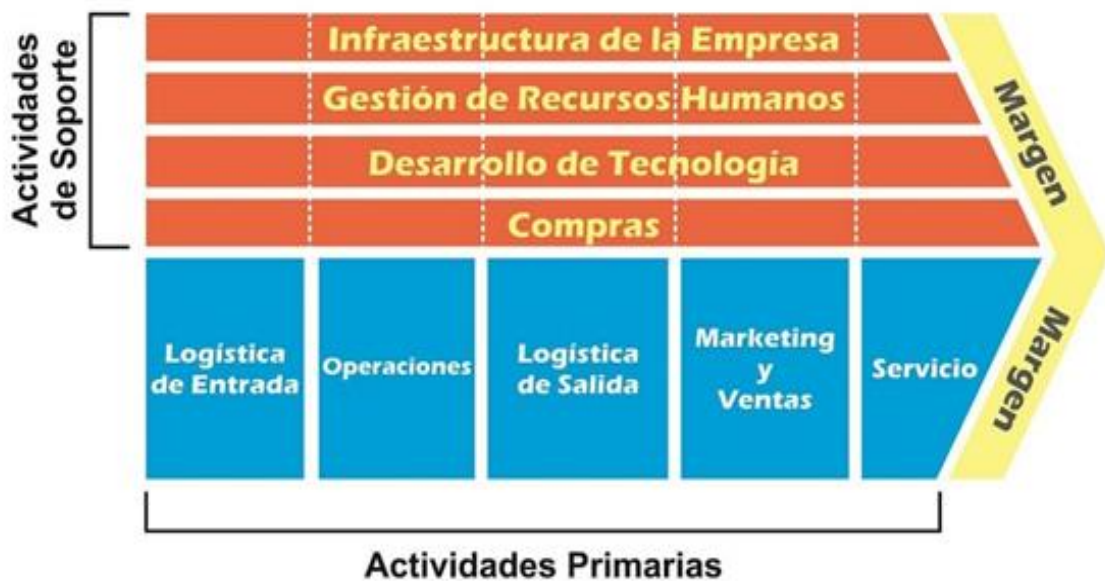 Actividades
de Soporte
Infraestructura de la Empresa
Gestión de Recursos Humanos
Desarrollo de Tecnología
Compras
Margen
Logística
de Entrada
Operaciones
Logística
de Salida
Marketing
y
Ventas
Servicio
Margen
Actividades Primarias